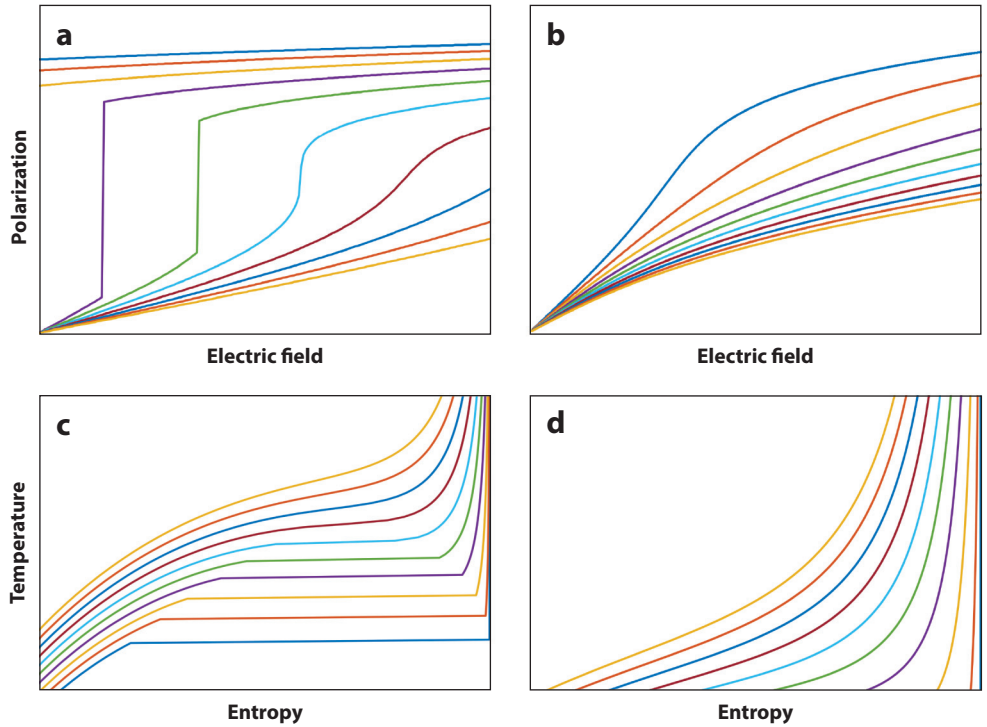 a
b
Polarization
Electric field
Electric field
c
d
Temperature
Entropy
Entropy